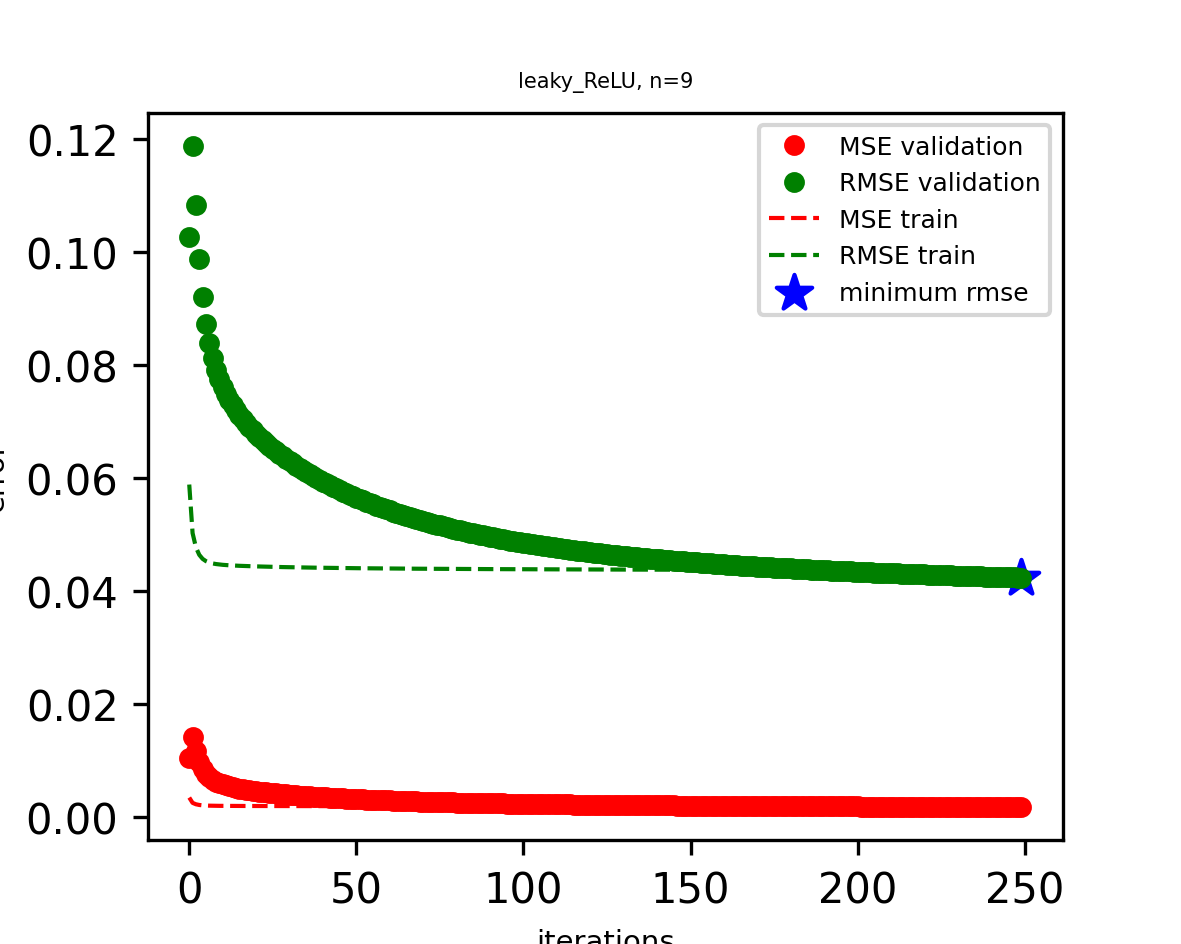 leaky_ReLU, n=9
0.12
0.10
0.08
0.06
0.04
0.02
0.00
MSE validation
RMSE validation
MSE train
RMSE train
minimum rmse
0 50 100 150 200 250
iterations